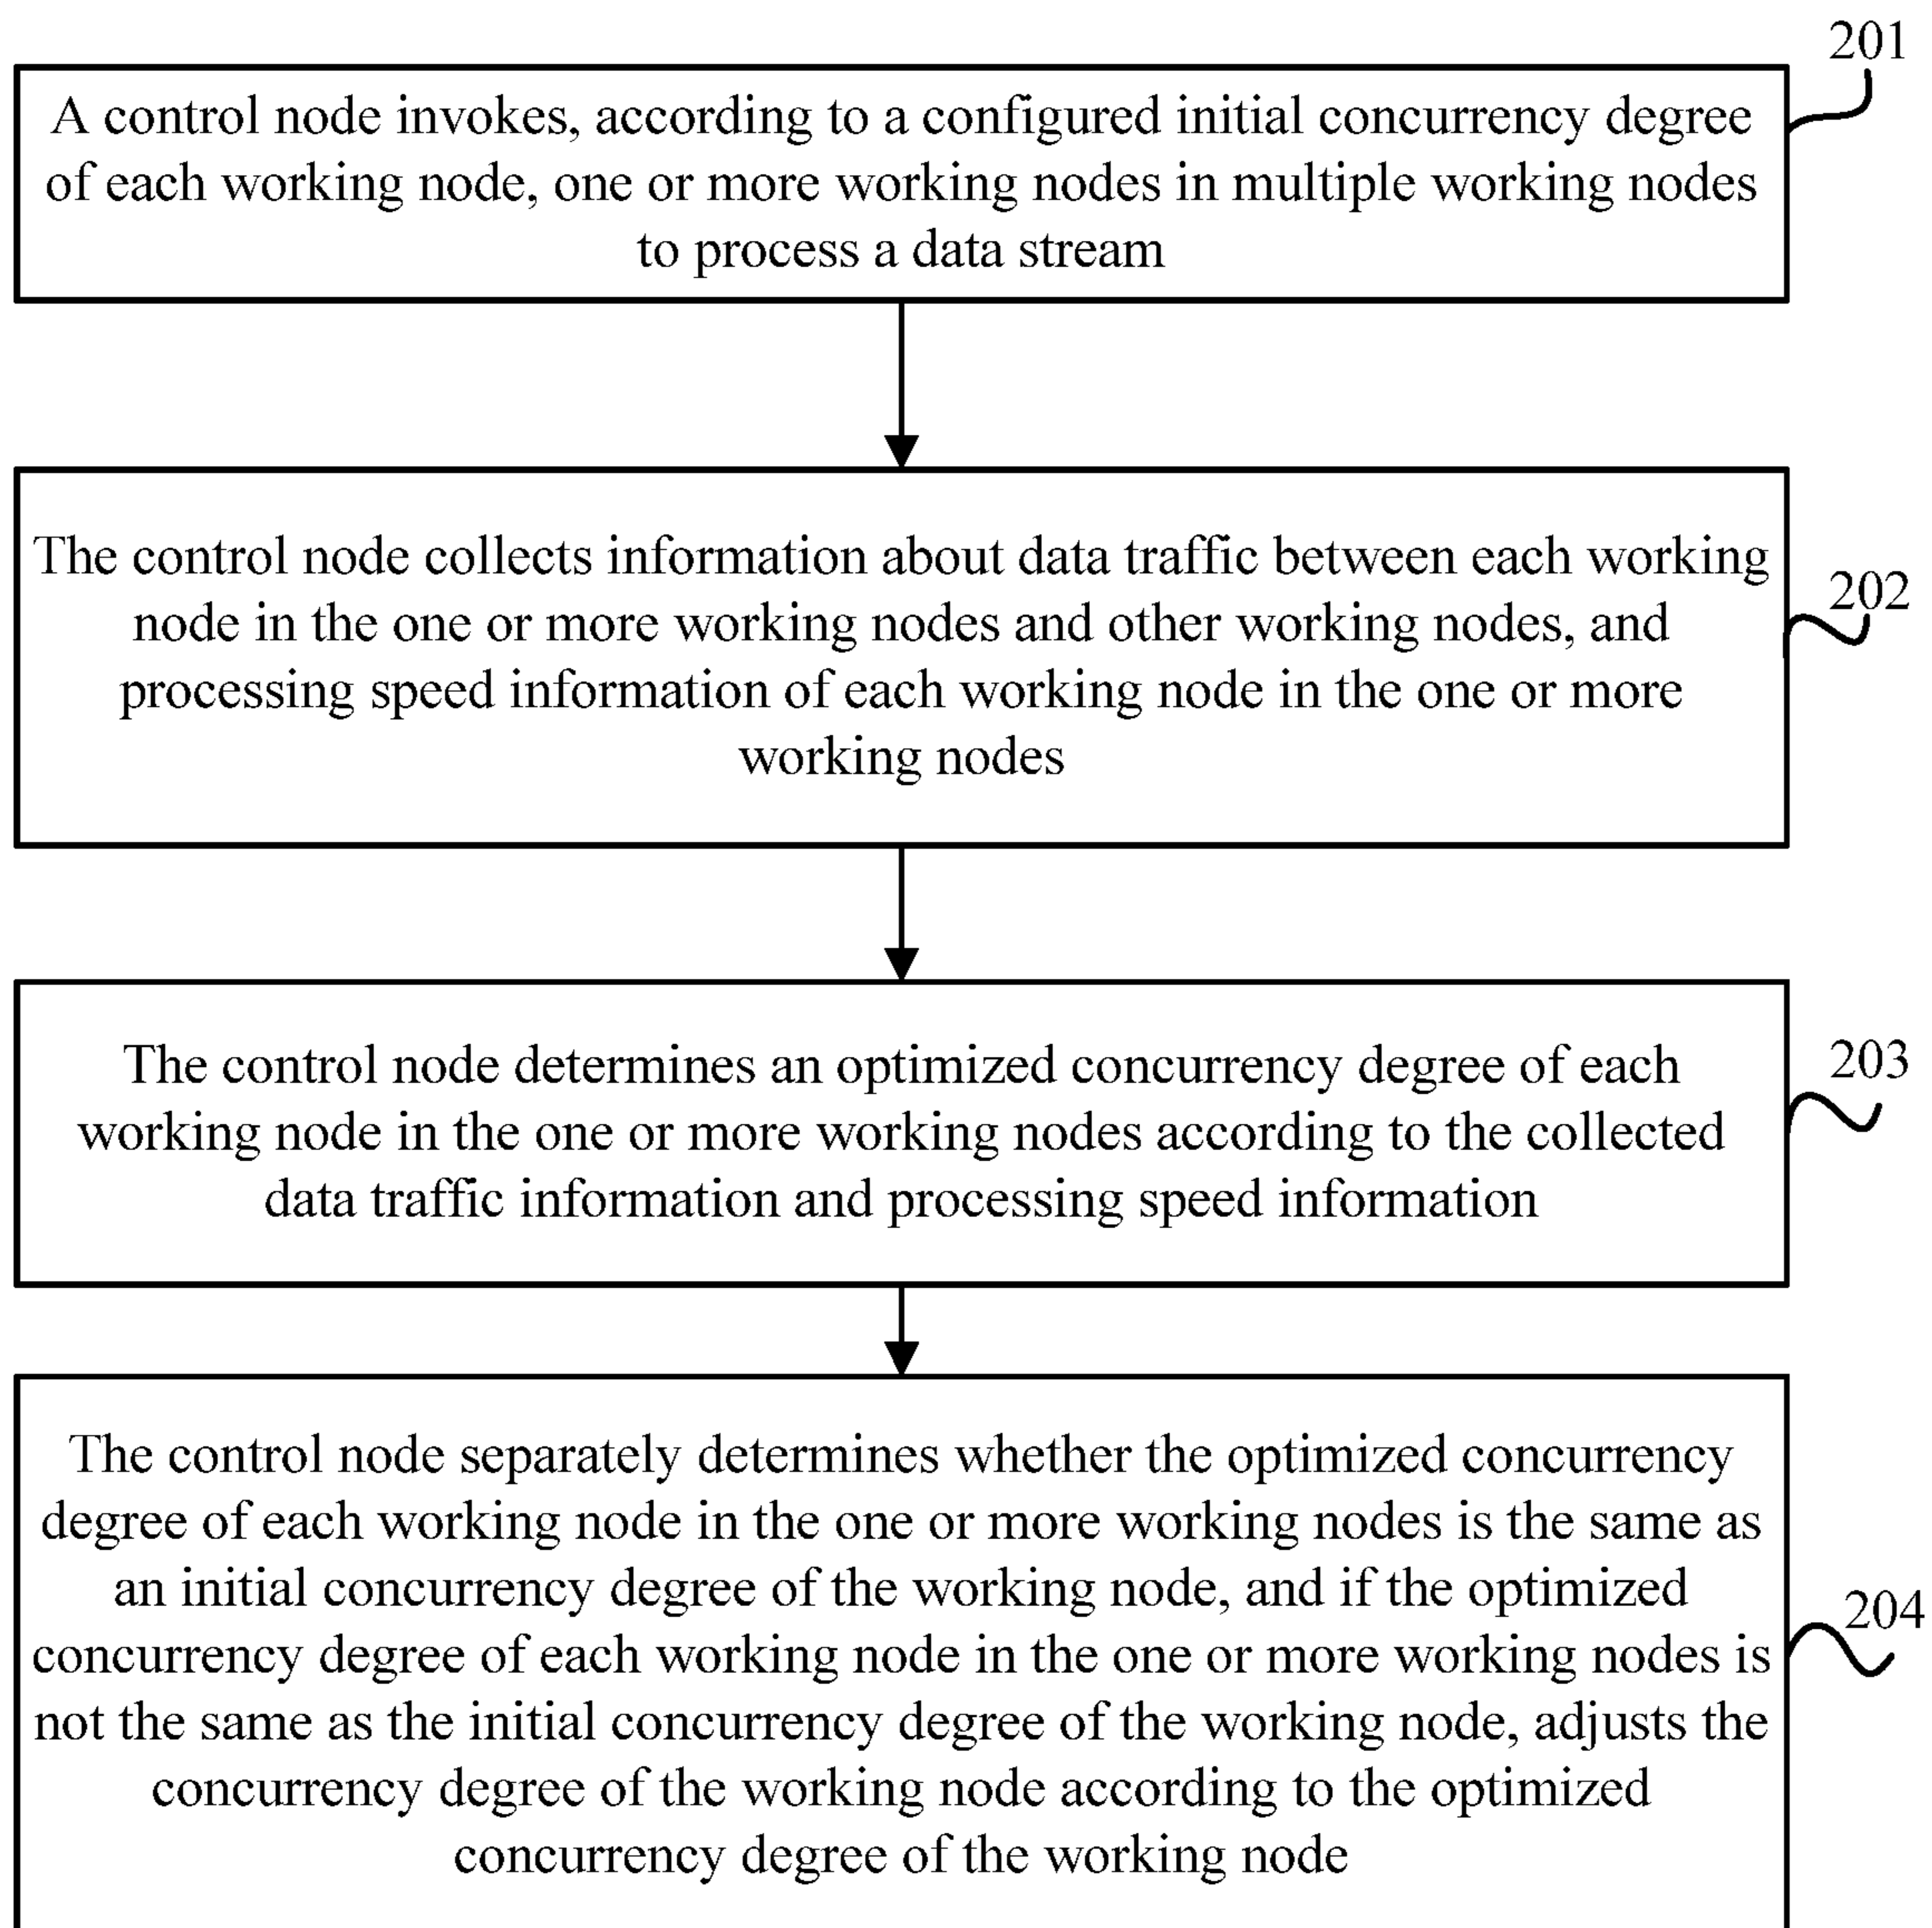 201
A control node invokes, according to a configured initial concurrency degree
of each working node, one or more working nodes in multiple working nodes
to process a data stream
The control node collects information about data traffic between each working
node in the one or more working nodes and other working nodes, and
processing speed information of each working node in the one or more
working nodes
202
The control node determines an optimized concurrency degree of each
working node in the one or more working nodes according to the collected
data traffic information and processing speed information
203
The control node separately determines whether the optimized concurrency
degree of each working node in the one or more working nodes is the same as
an initial concurrency degree of the working node, and if the optimized
concurrency degree of each working node in the one or more working nodes is
not the same as the initial concurrency degree of the working node, adjusts the
concurrency degree of the working node according to the optimized
concurrency degree of the working node
204